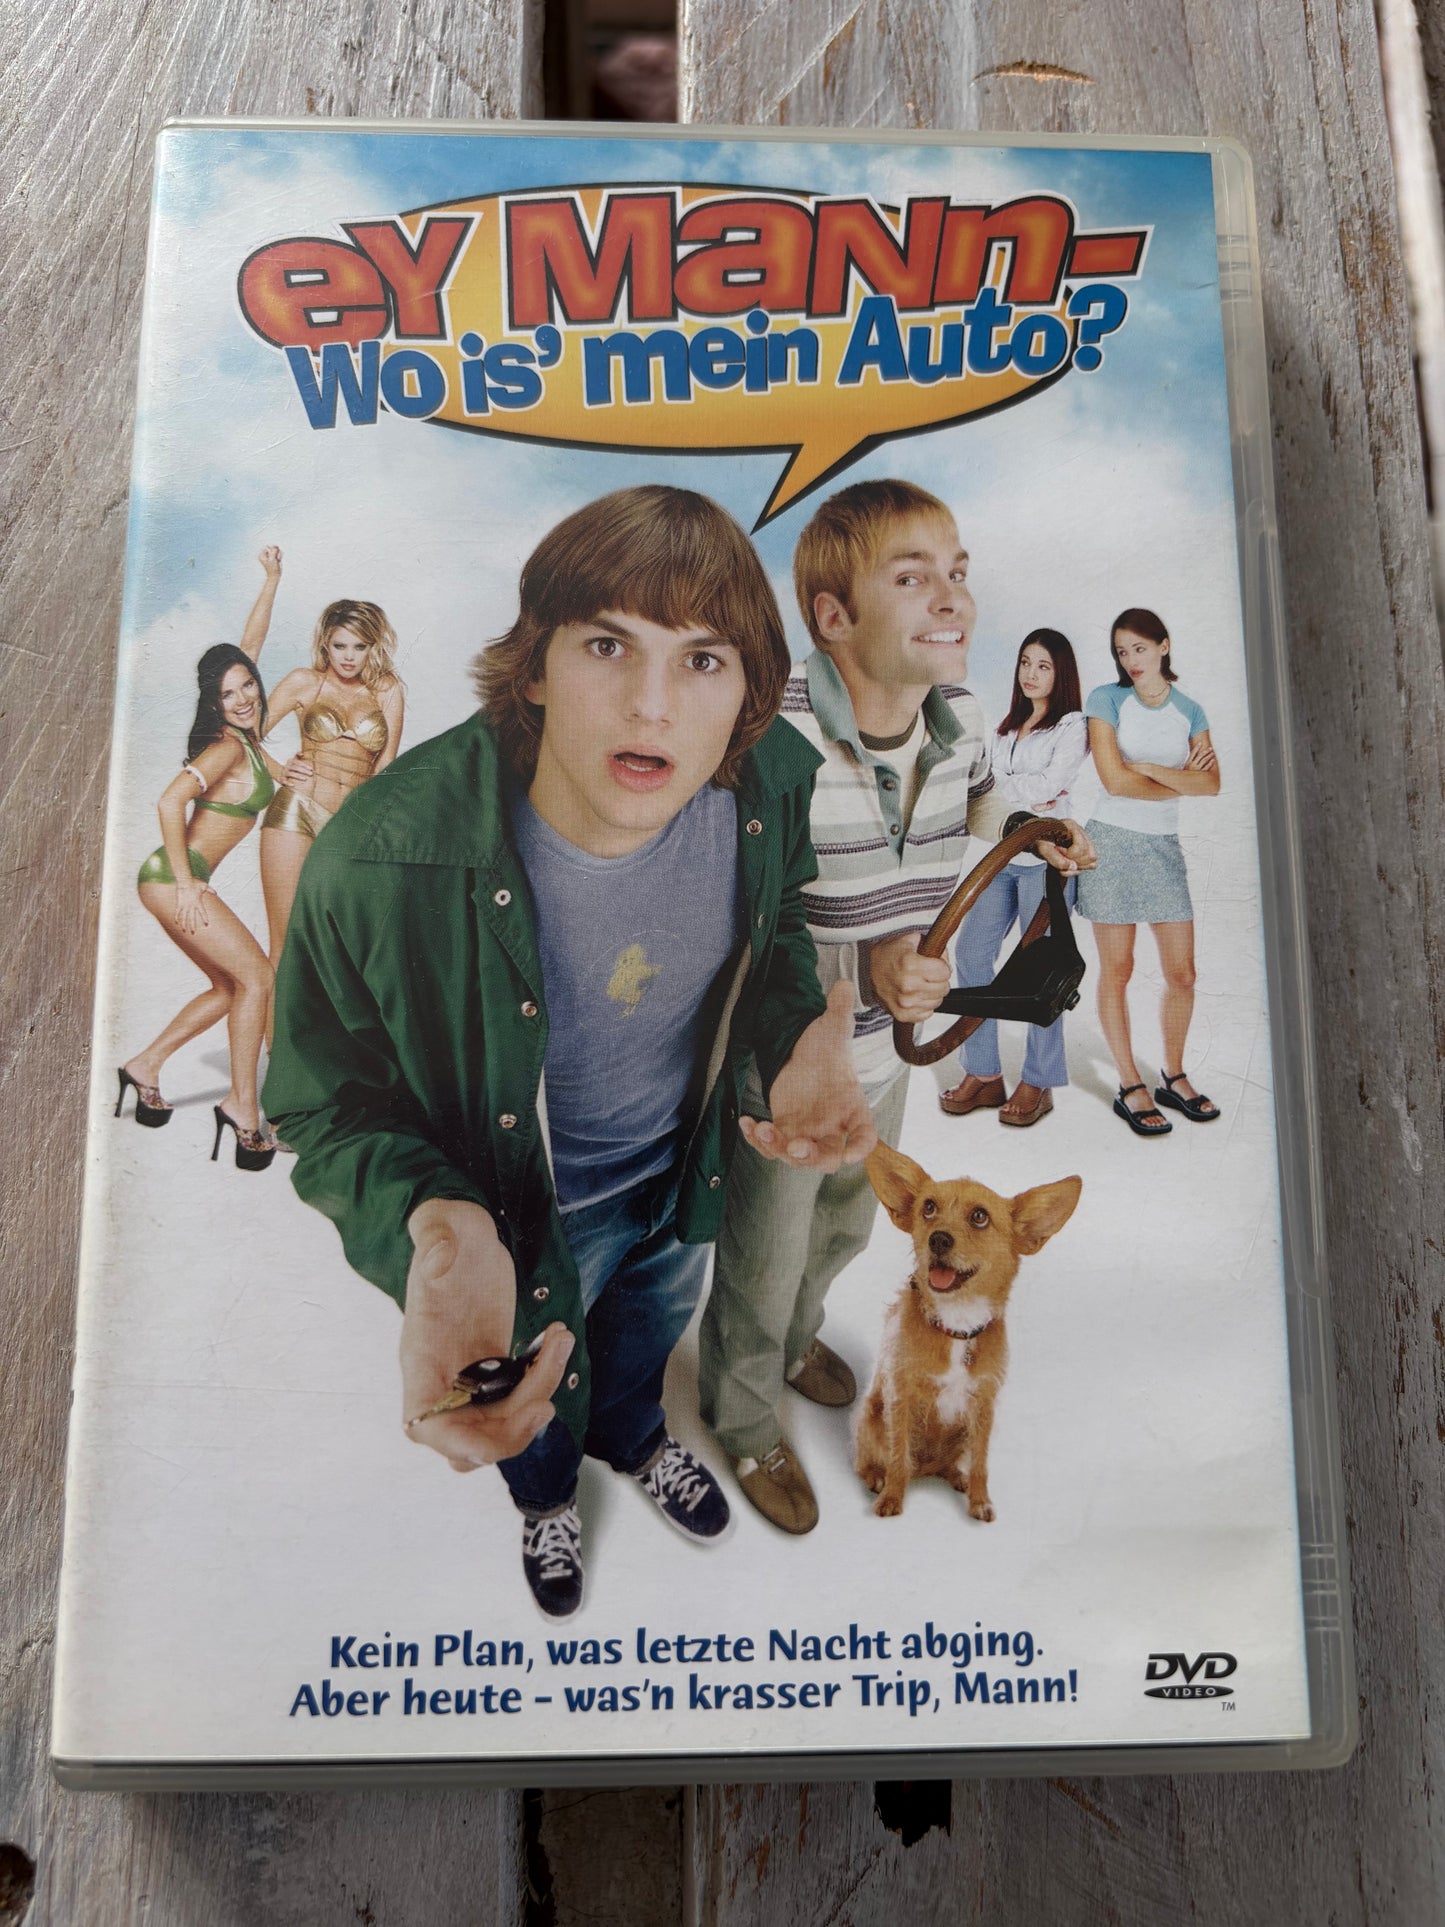 ey Mann-
Wo is' mein Auto?
Kein Plan, was letzte Nacht abging.
Aber heute – was'n krasser Trip, Mann!
DVD
VIDEO
TM